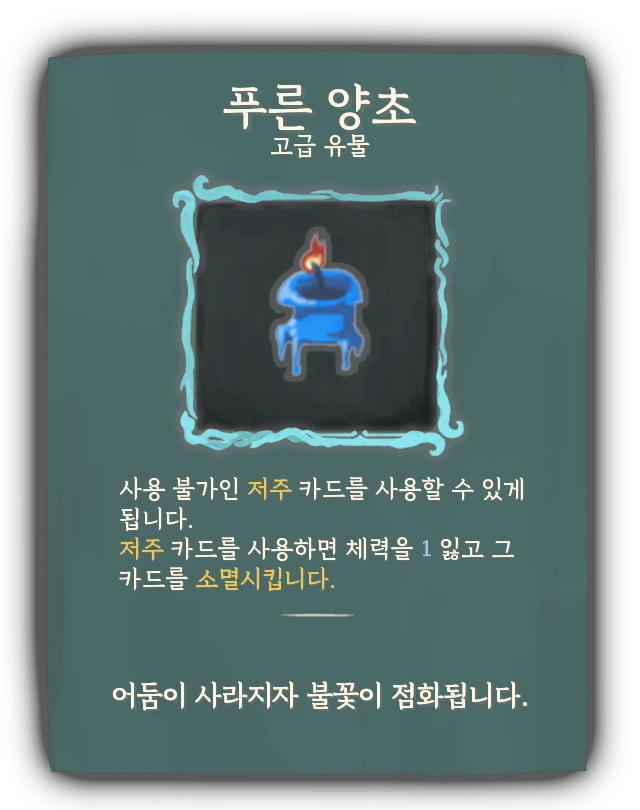 푸른 양초
고급 유물
사용 불가인 저주 카드를 사용할 수 있게
됩니다.
저주 카드를 사용하면 체력을 1 잃고 그
카드를 소멸시킵니다.
어둠이 사라지자 불꽃이 점화됩니다.